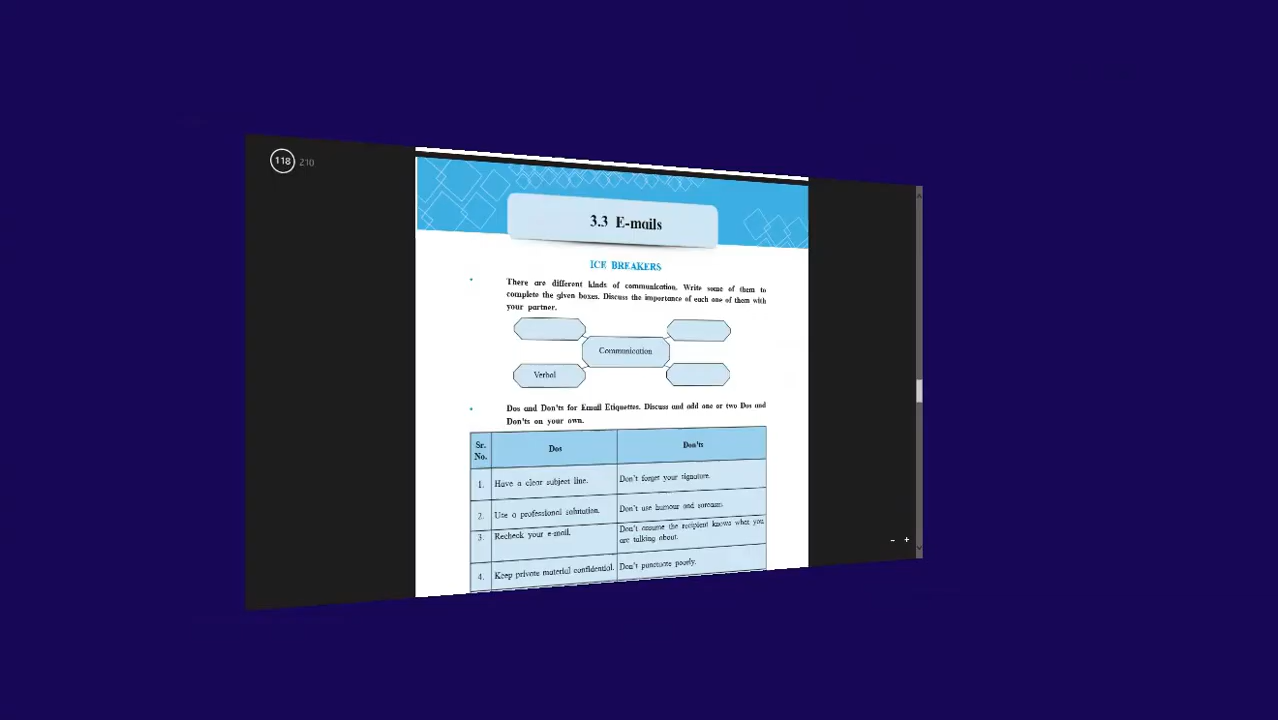 118 210
3.3 E-mails
ICE BREAKERS
There are different kinds of communication. Write some of them to
complete the given boxes. Discuss the importance of each one of them with
your partner.
Communication
Verbal
Dos and Don'ts for Email Etiquettes. Discuss and add one or two Dos and
Don'ts on your own.
Sr.
No.
Dos
Don'ts
1. Have a clear subject line. Don't forget your signature.
2. Use a professional salutation. Don't use humour and sarcasm.
3. Recheck your e-mail. Don't assume the recipient knows what you
are talking about.
4. Keep private material confidential. Don't punctuate poorly.